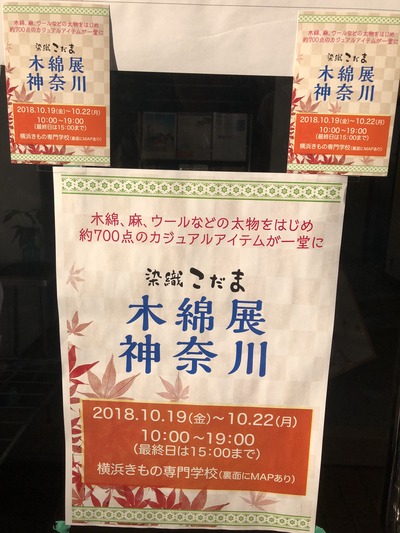 木綿、麻、ウールなどの太物をはじめ
約700点のカジュアルアイテムが一堂に
染織こだま
木綿展
神奈川
2018.10.19(金)～10.22(月)
10:00～19:00
(最終日は15:00まで)
横浜きもの専門学校(裏面にMAPあり)
木綿、麻、ウールなどの太物をはじめ
約700点のカジュアルアイテムが一堂に
染織こだま
木綿展
神奈川
2018.10.19(金)～10.22(月)
10:00～19:00
(最終日は15:00まで)
横浜きもの専門学校(裏面にMAPあり)
木綿、麻、ウールなどの太物をはじめ
約700点のカジュアルアイテムが一堂に
染織こだま
木綿展
神奈川
2018.10.19(金)～10.22(月)
10:00～19:00
(最終日は15:00まで)
横浜きもの専門学校(裏面にMAPあり)